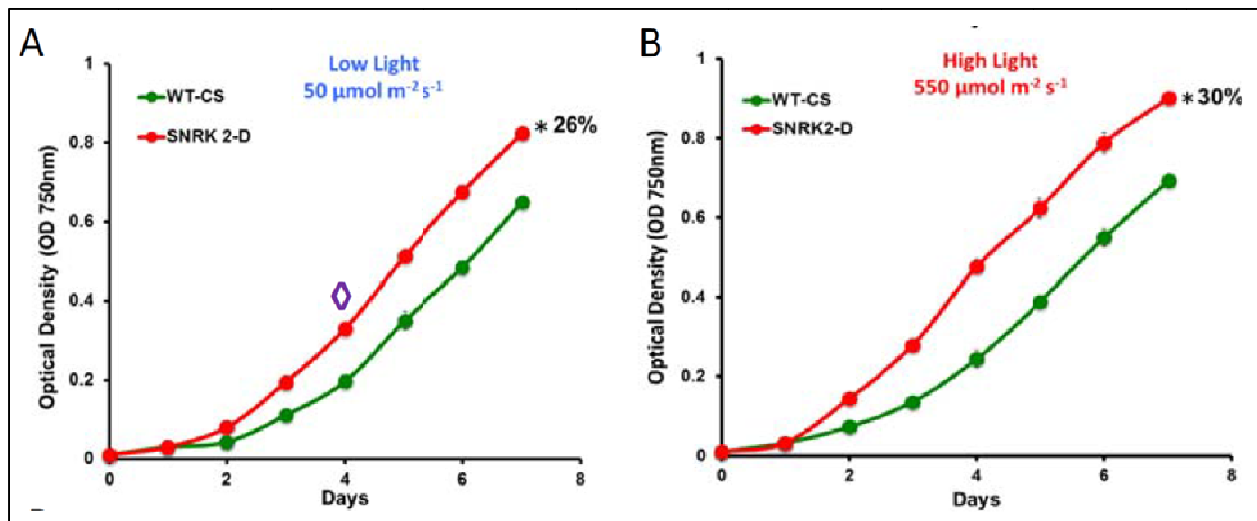 A
Low Light
50 µmol m⁻² s⁻¹
WT-CS
SNRK 2-D
* 26%
1
0.8
0.6
0.4
0.2
0
0
2
4
6
8
Optical Density (OD 750nm)
Days
B
High Light
550 µmol m⁻² s⁻¹
WT-CS
SNRK2-D
* 30%
1
0.8
0.6
0.4
0.2
0
0
2
4
6
8
Optical Density (OD 750nm)
Days